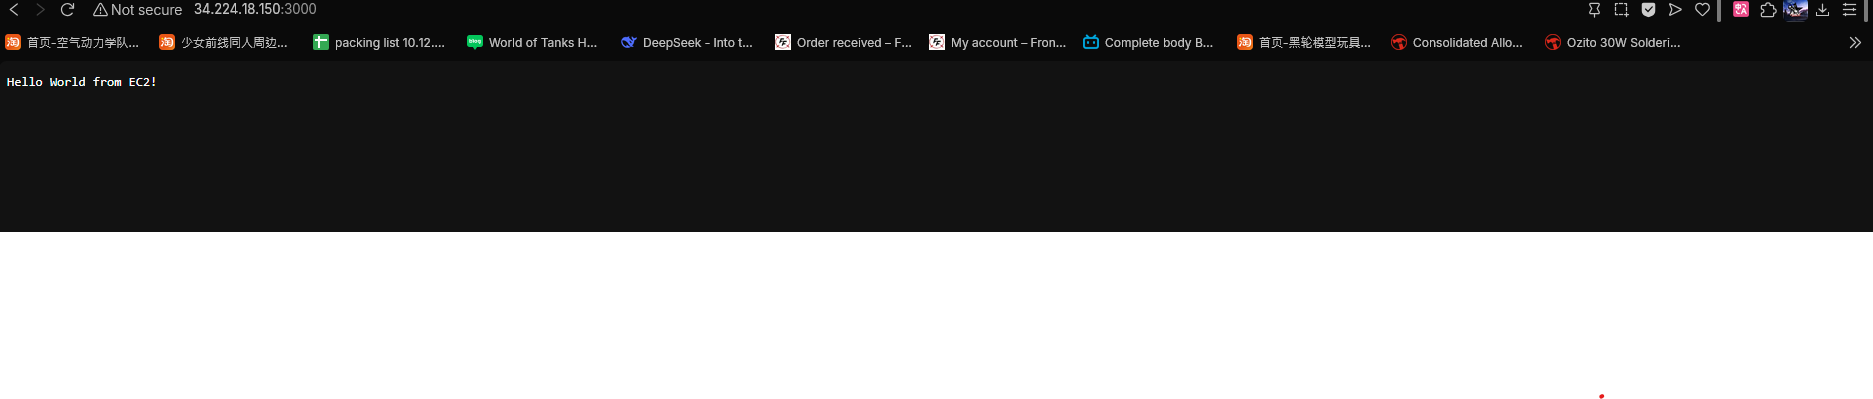 Not secure 34.224.18.150:3000
首页-空气动力学队... 少女前线同人周边... packing list 10.12.... World of Tanks H... DeepSeek - Into t... Order received – F... My account – Fron... Complete body B... 首页-黑轮模型玩具... Consolidated Allo... Ozito 30W Solderi...
Hello World from EC2!